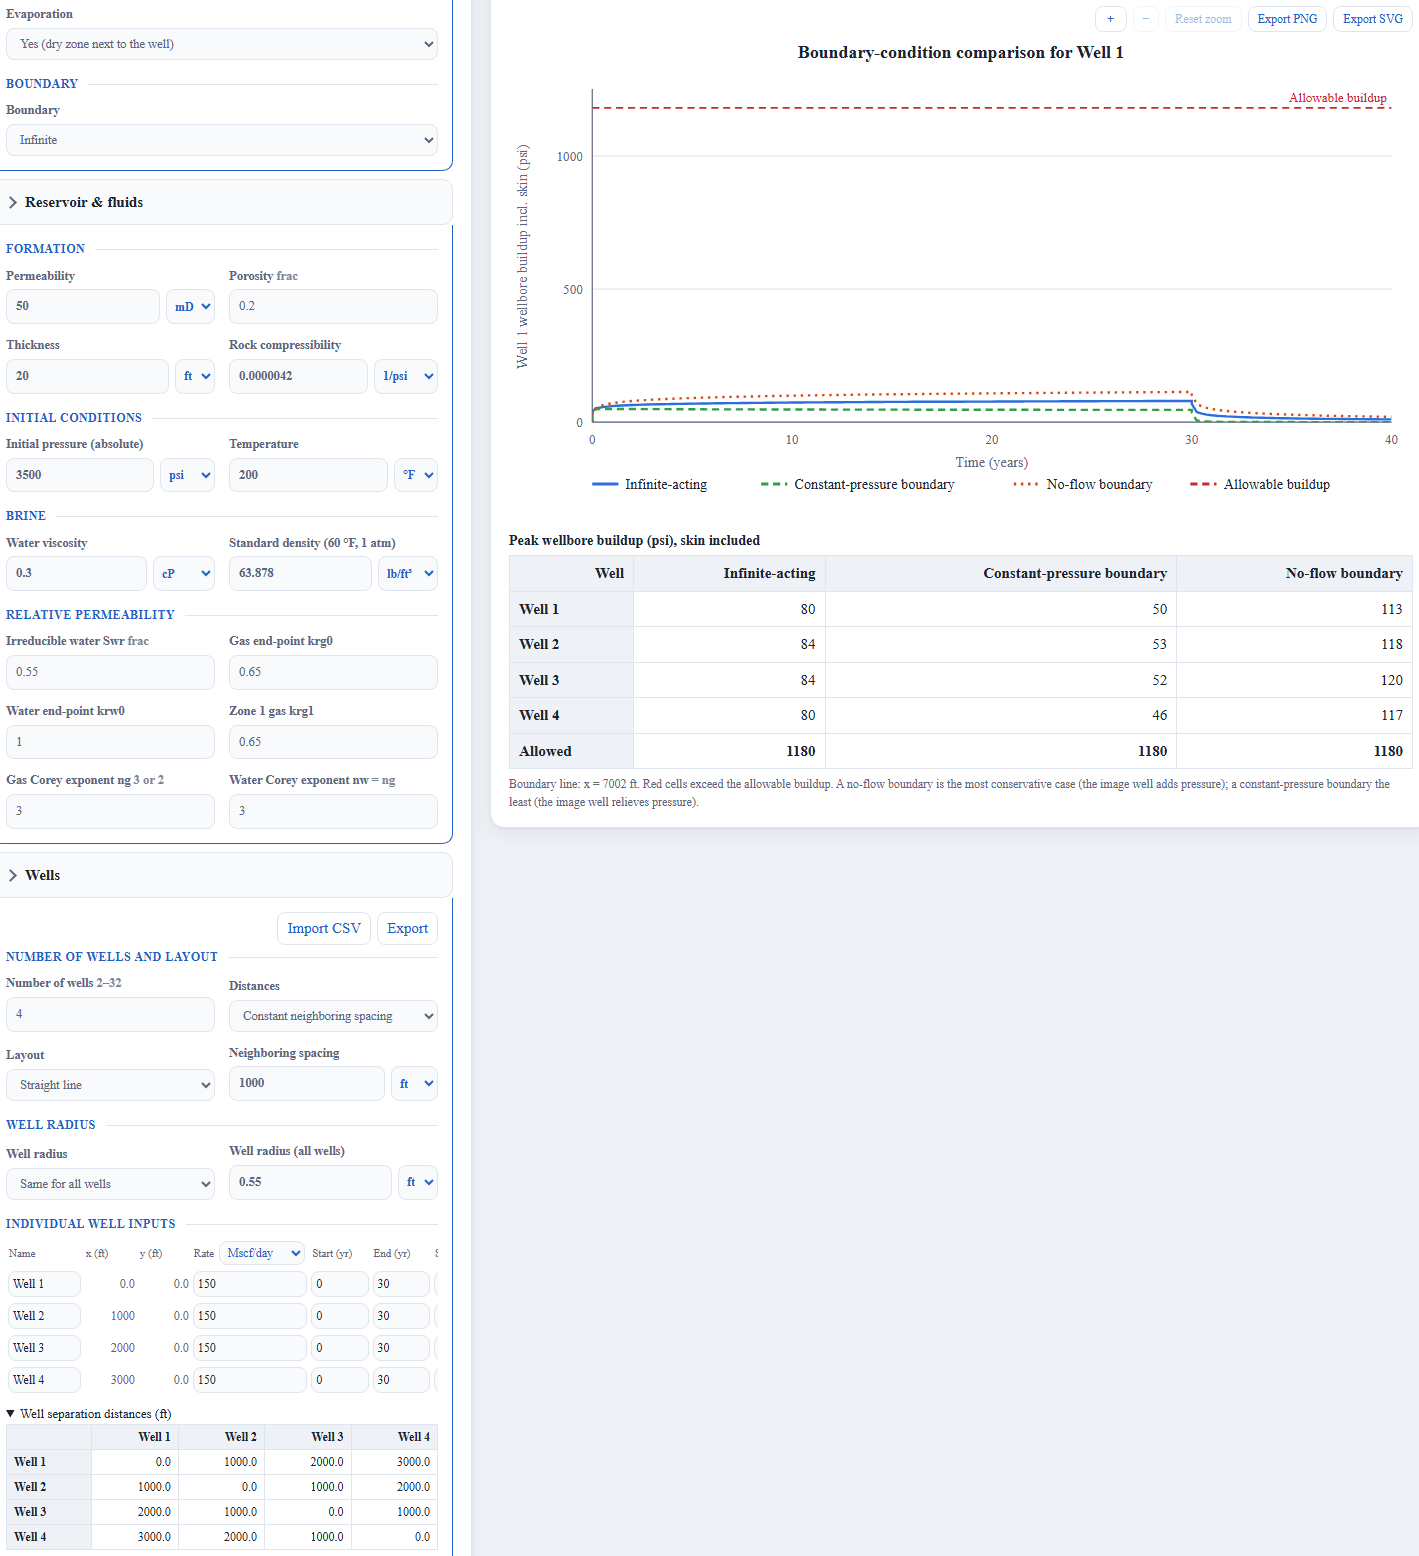 Evaporation
Yes (dry zone next to the well)
BOUNDARY
Boundary
Infinite
Reservoir & fluids
FORMATION
Permeability Porosity frac
50 mD 0.2
Thickness Rock compressibility
20 ft 0.0000042 1/psi
INITIAL CONDITIONS
Initial pressure (absolute) Temperature
3500 psi 200 °F
BRINE
Water viscosity Standard density (60 °F, 1 atm)
0.3 cP 63.878 lb/ft³
RELATIVE PERMEABILITY
Irreducible water Swr frac Gas end-point krg0
0.55 0.65
Water end-point krw0 Zone 1 gas krg1
1 0.65
Gas Corey exponent ng 3 or 2 Water Corey exponent nw = ng
3 3
Wells
Import CSV Export
NUMBER OF WELLS AND LAYOUT
Number of wells 2–32 Distances
4 Constant neighboring spacing
Layout Neighboring spacing
Straight line 1000 ft
WELL RADIUS
Well radius Well radius (all wells)
Same for all wells 0.55 ft
INDIVIDUAL WELL INPUTS
Name x (ft) y (ft) Rate Mscf/day Start (yr) End (yr)
Well 1 0.0 0.0 150 0 30
Well 2 1000 0.0 150 0 30
Well 3 2000 0.0 150 0 30
Well 4 3000 0.0 150 0 30
▼ Well separation distances (ft)
Well 1 Well 2 Well 3 Well 4
Well 1 0.0 1000.0 2000.0 3000.0
Well 2 1000.0 0.0 1000.0 2000.0
Well 3 2000.0 1000.0 0.0 1000.0
Well 4 3000.0 2000.0 1000.0 0.0
+ − Reset zoom Export PNG Export SVG
Boundary-condition comparison for Well 1
Allowable buildup
Well 1 wellbore buildup incl. skin (psi)
1000
500
0
0 10 20 30 40
Time (years)
Infinite-acting Constant-pressure boundary No-flow boundary Allowable buildup
Peak wellbore buildup (psi), skin included
Well Infinite-acting Constant-pressure boundary No-flow boundary
Well 1 80 50 113
Well 2 84 53 118
Well 3 84 52 120
Well 4 80 46 117
Allowed 1180 1180 1180
Boundary line: x = 7002 ft. Red cells exceed the allowable buildup. A no-flow boundary is the most conservative case (the image well adds pressure); a constant-pressure boundary the
least (the image well relieves pressure).